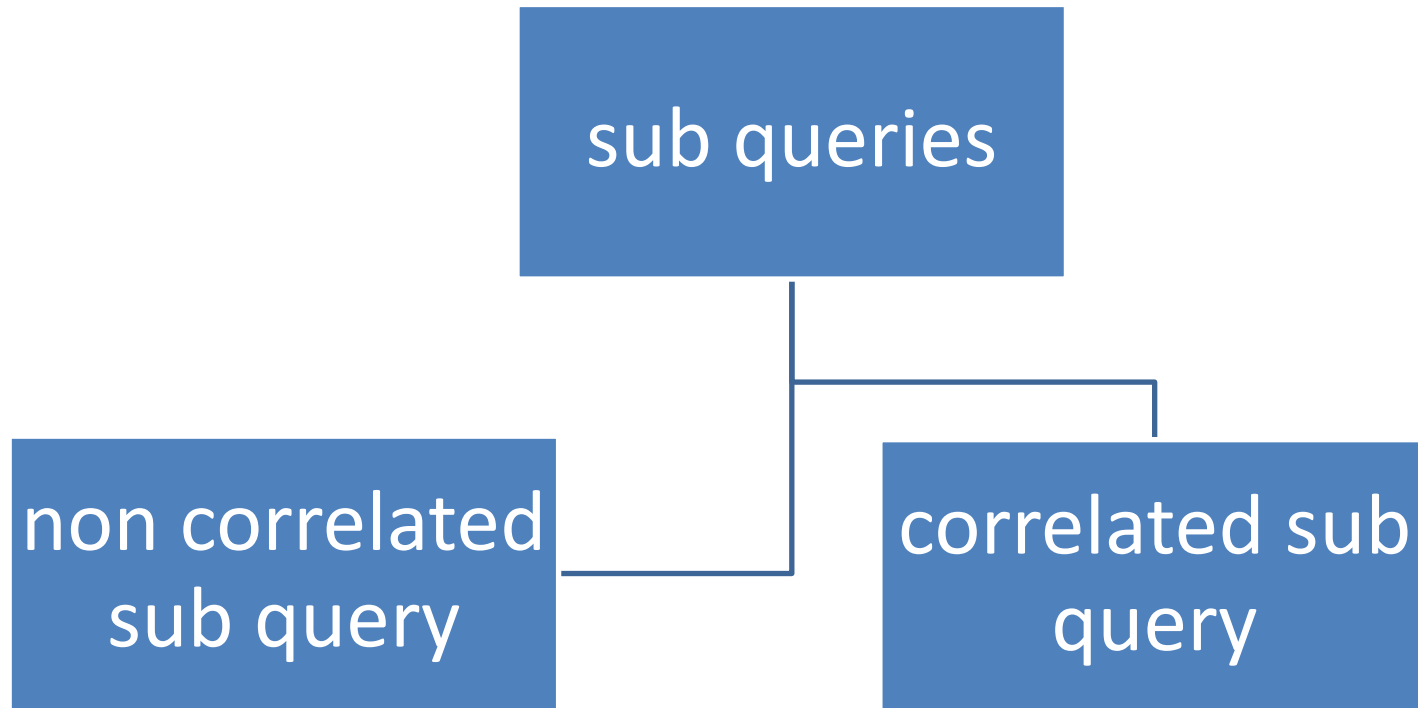 sub queries
non correlated
sub query
correlated sub
query